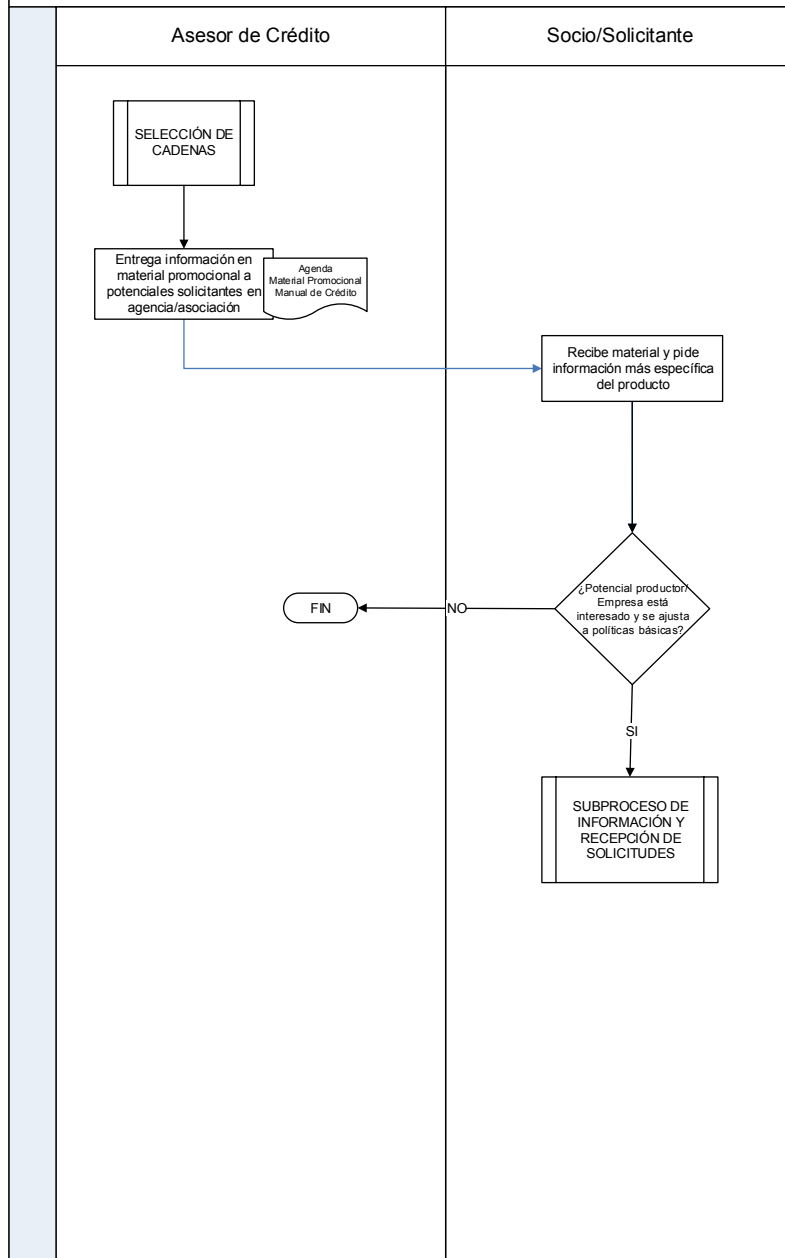 Asesor de Crédito
Socio/Solicitante
SELECCIÓN DE
CADENAS
Entrega información en
material promocional a
potenciales solicitantes en
agencia/asociación
Agenda
Material Promocional
Manual de Crédito
Recibe material y pide
información más específica
del producto
¿Potencial productor/
Empresa está
interesado y se ajusta
a políticas básicas?
NO
FIN
SI
SUBPROCESO DE
INFORMACIÓN Y
RECEPCIÓN DE
SOLICITUDES